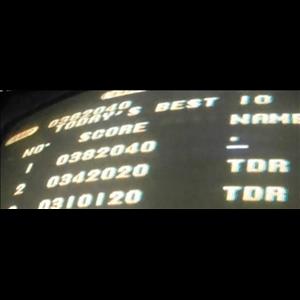 0382040
TODAY'S BEST 10
NO. SCORE NAME
1 0382040 .
2 0342020 TDR
0310120 TDR